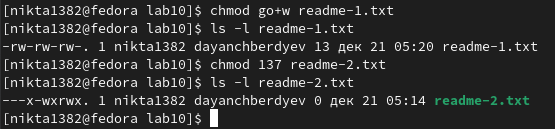 [nikta1382@fedora lab10]$ chmod go+w readme-1.txt
[nikta1382@fedora lab10]$ ls -l readme-1.txt
-rw-rw-rw-. 1 nikta1382 dayanchberdyev 13 дек 21 05:20 readme-1.txt
[nikta1382@fedora lab10]$ chmod 137 readme-2.txt
[nikta1382@fedora lab10]$ ls -l readme-2.txt
---x-wxrwx. 1 nikta1382 dayanchberdyev 0 дек 21 05:14 readme-2.txt
[nikta1382@fedora lab10]$